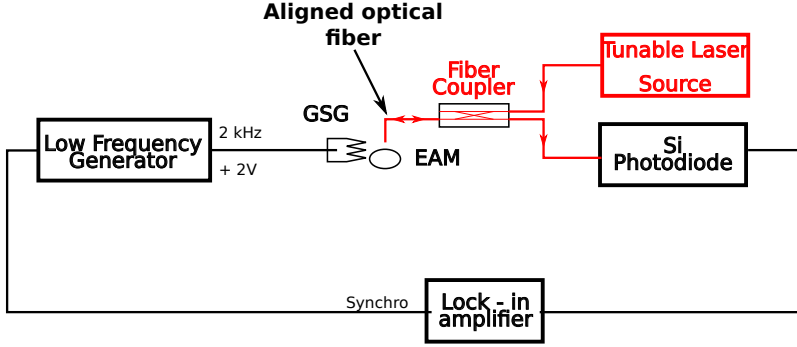 Aligned optical
fiber
Tunable Laser
Source
Fiber
Coupler
GSG
Low Frequency
Generator
2 kHz
+ 2V
EAM
Si
Photodiode
Synchro
Lock - in
amplifier